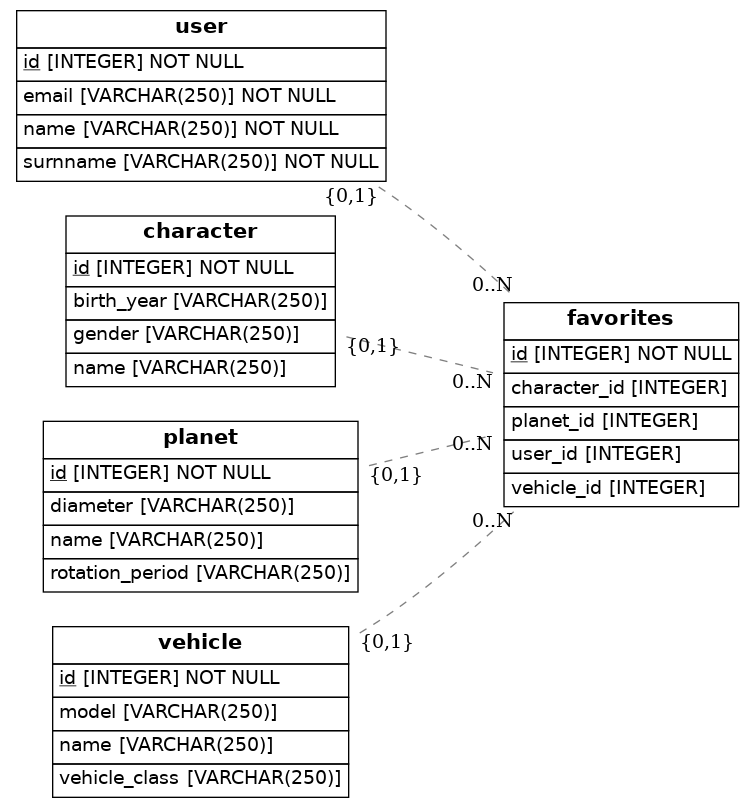 user
id [INTEGER] NOT NULL
email [VARCHAR(250)] NOT NULL
name [VARCHAR(250)] NOT NULL
surnname [VARCHAR(250)] NOT NULL
{0,1}
0..N
character
id [INTEGER] NOT NULL
birth_year [VARCHAR(250)]
gender [VARCHAR(250)]
name [VARCHAR(250)]
{0,1}
0..N
favorites
id [INTEGER] NOT NULL
character_id [INTEGER]
planet_id [INTEGER]
user_id [INTEGER]
vehicle_id [INTEGER]
planet
id [INTEGER] NOT NULL
diameter [VARCHAR(250)]
name [VARCHAR(250)]
rotation_period [VARCHAR(250)]
0..N
{0,1}
0..N
{0,1}
vehicle
id [INTEGER] NOT NULL
model [VARCHAR(250)]
name [VARCHAR(250)]
vehicle_class [VARCHAR(250)]